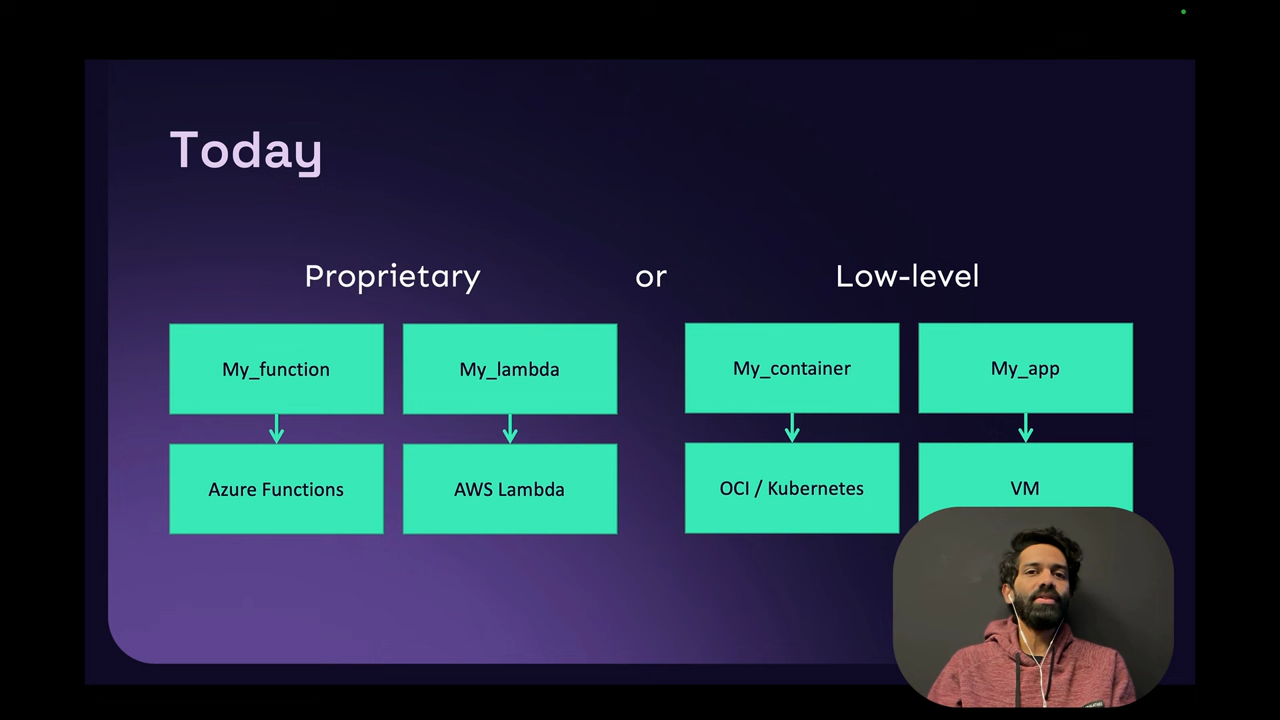 Today
Proprietary or Low-level
My_function My_lambda My_container My_app
Azure Functions AWS Lambda OCI / Kubernetes VM